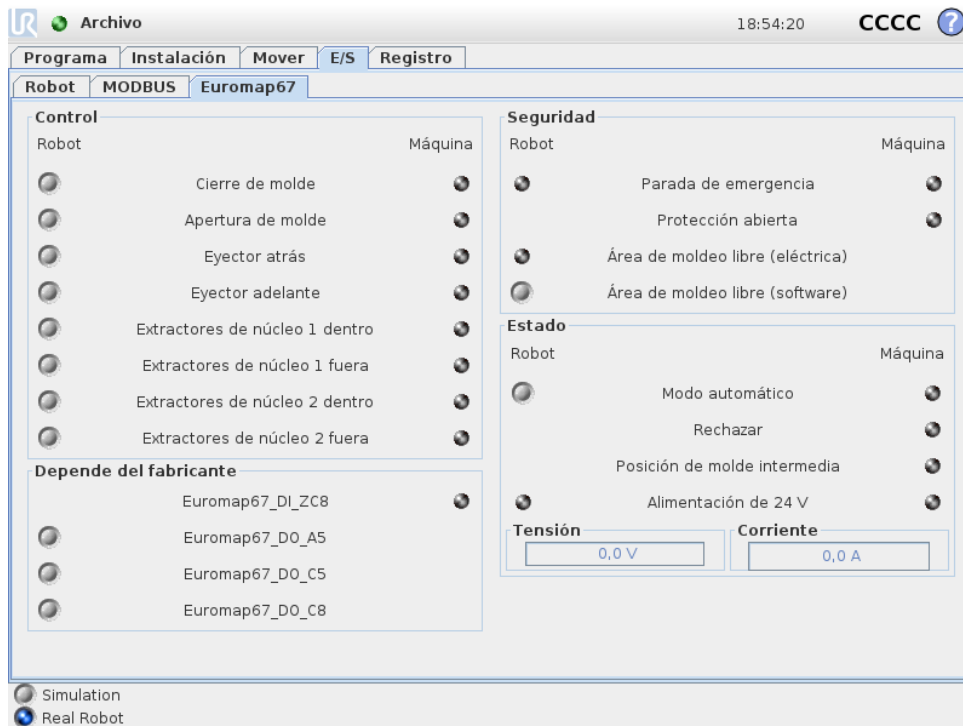 UR Archivo 18:54:20 CCCC ?
Programa Instalación Mover E/S Registro
Robot MODBUS Euromap67
Control
Robot Máquina
Cierre de molde
Apertura de molde
Eyector atrás
Eyector adelante
Extractores de núcleo 1 dentro
Extractores de núcleo 1 fuera
Extractores de núcleo 2 dentro
Extractores de núcleo 2 fuera
Depende del fabricante
Euromap67_DI_ZC8
Euromap67_DO_A5
Euromap67_DO_C5
Euromap67_DO_C8
Seguridad
Robot Máquina
Parada de emergencia
Protección abierta
Área de moldeo libre (eléctrica)
Área de moldeo libre (software)
Estado
Robot Máquina
Modo automático
Rechazar
Posición de molde intermedia
Alimentación de 24 V
Tensión Corriente
0,0 V 0,0 A
Simulation
Real Robot